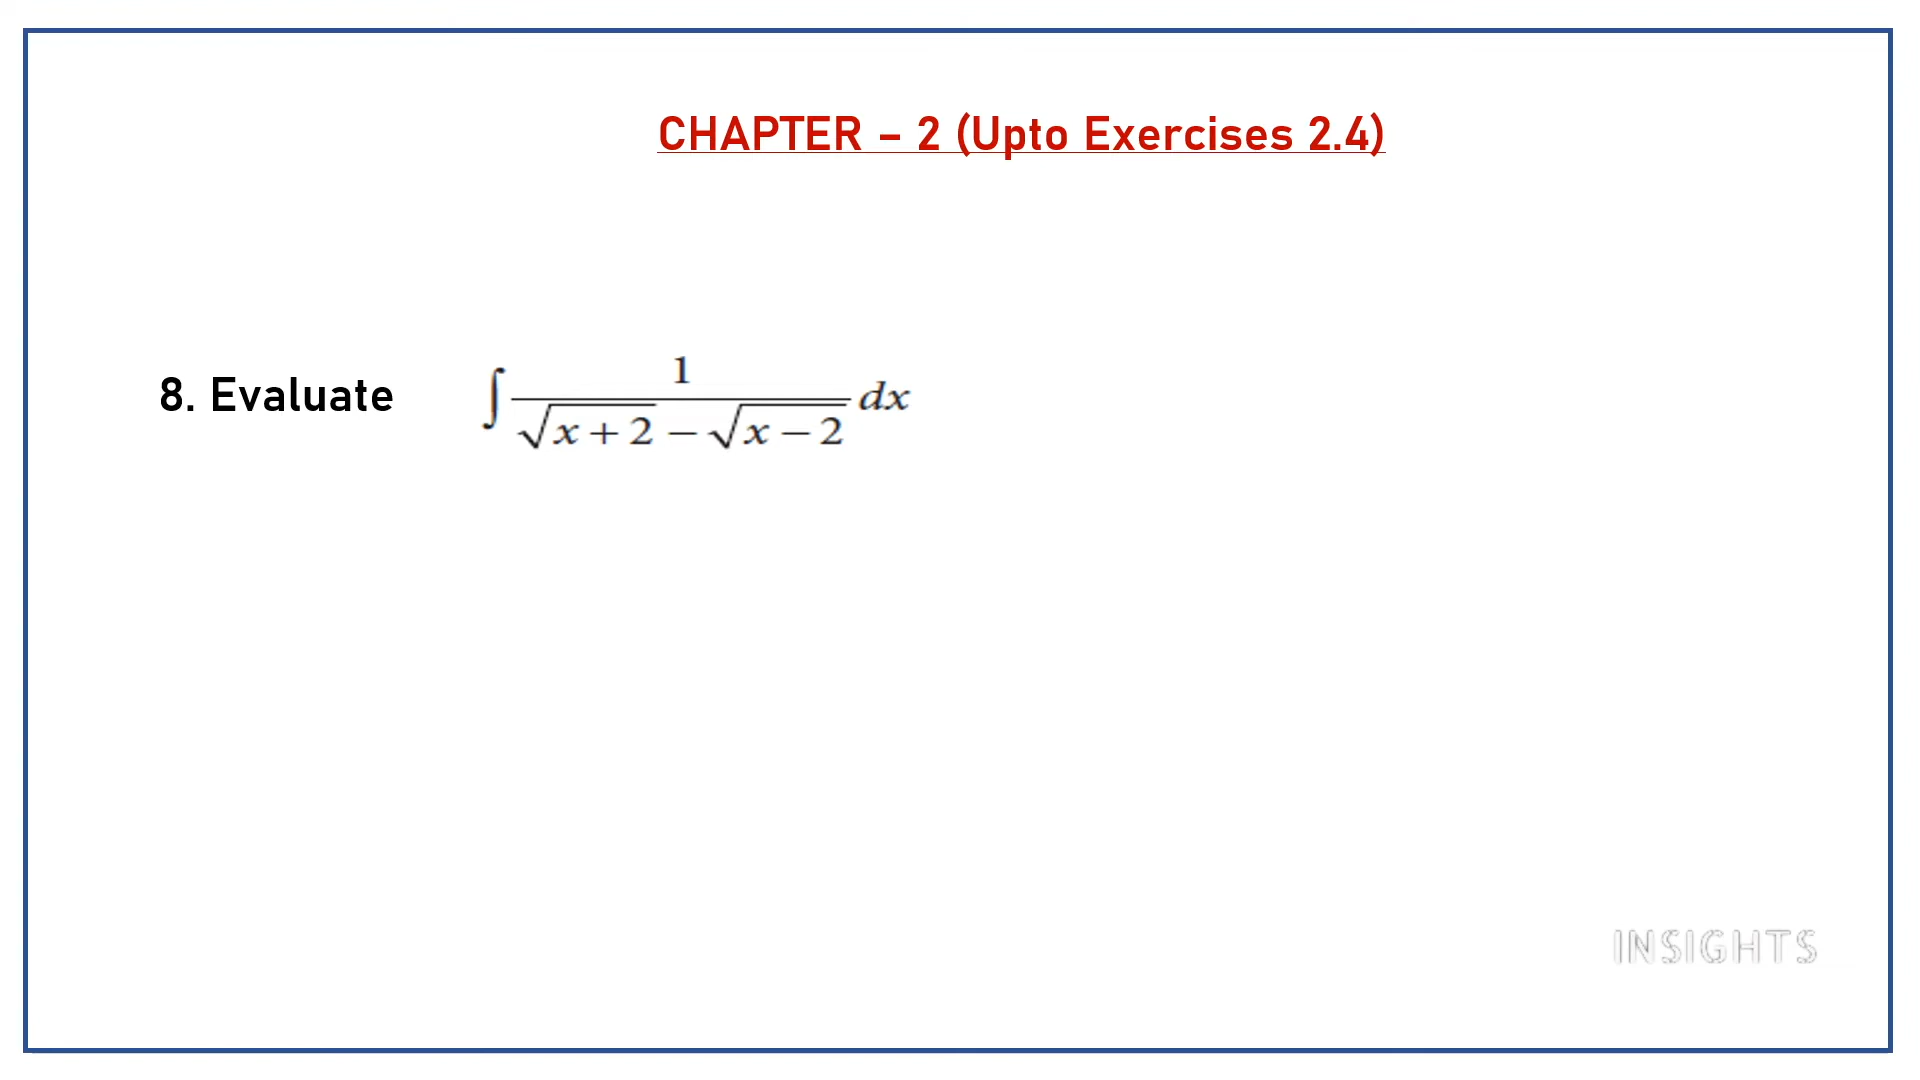 CHAPTER – 2 (Upto Exercises 2.4)
8. Evaluate ∫ 1/(√(x+2) − √(x−2)) dx
INSIGHTS